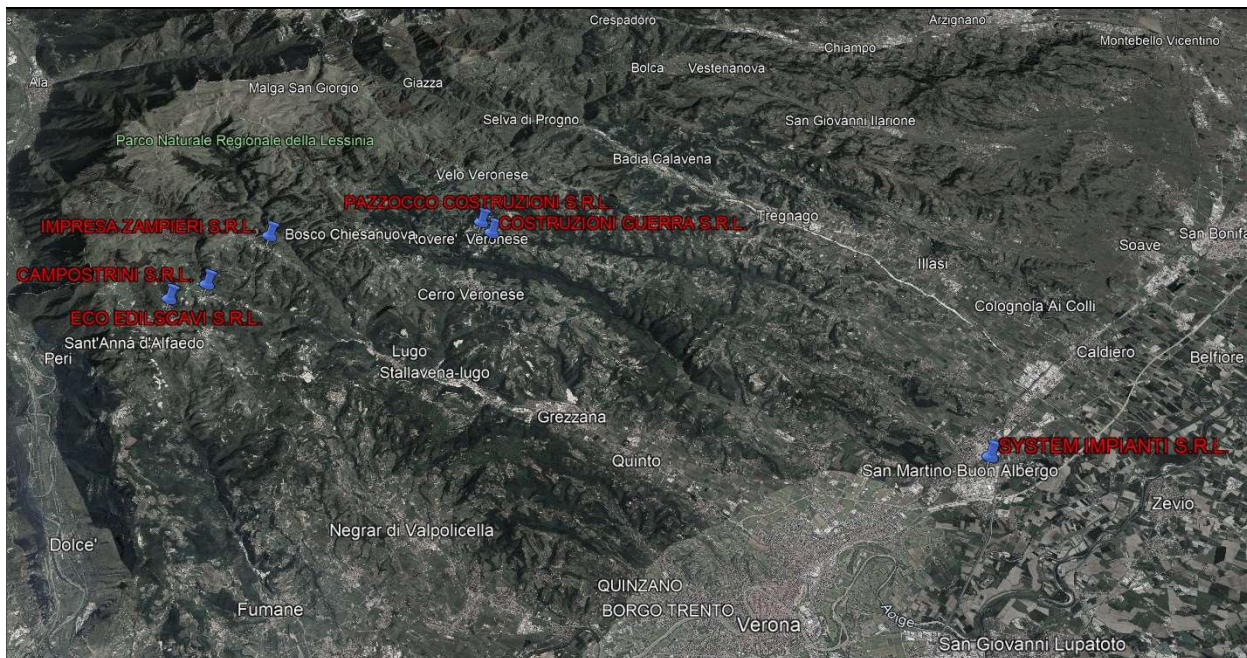 Crespadoro
Arzignano
Chiampo
Montebello Vicentino
Ala
Malga San Giorgio
Giazza
Bolca
Vestenanova
Selva di Progno
San Giovanni Ilarione
Parco Naturale Regionale della Lessinia
Badia Calavena
Velo Veronese
PAZZOCCO COSTRUZIONI S.R.L.
COSTRUZIONI GUERRA S.R.L.
Tregnago
IMPRESA ZAMPIERI S.R.L.
Bosco Chiesanuova
Rovere' Veronese
Soave
San Bonifa
Illasi
CAMPOSTRINI S.R.L.
Cerro Veronese
Colognola Ai Colli
ECO EDILSCAVI S.R.L.
Sant'Anna d'Alfaedo
Peri
Lugo
Caldiero
Belfiore
Stallavena-lugo
Grezzana
SYSTEM IMPIANTI S.R.L.
Quinto
San Martino Buon Albergo
Zevio
Negrar di Valpolicella
Dolce'
QUINZANO
Fumane
BORGO TRENTO
Verona
Adige
San Giovanni Lupatoto